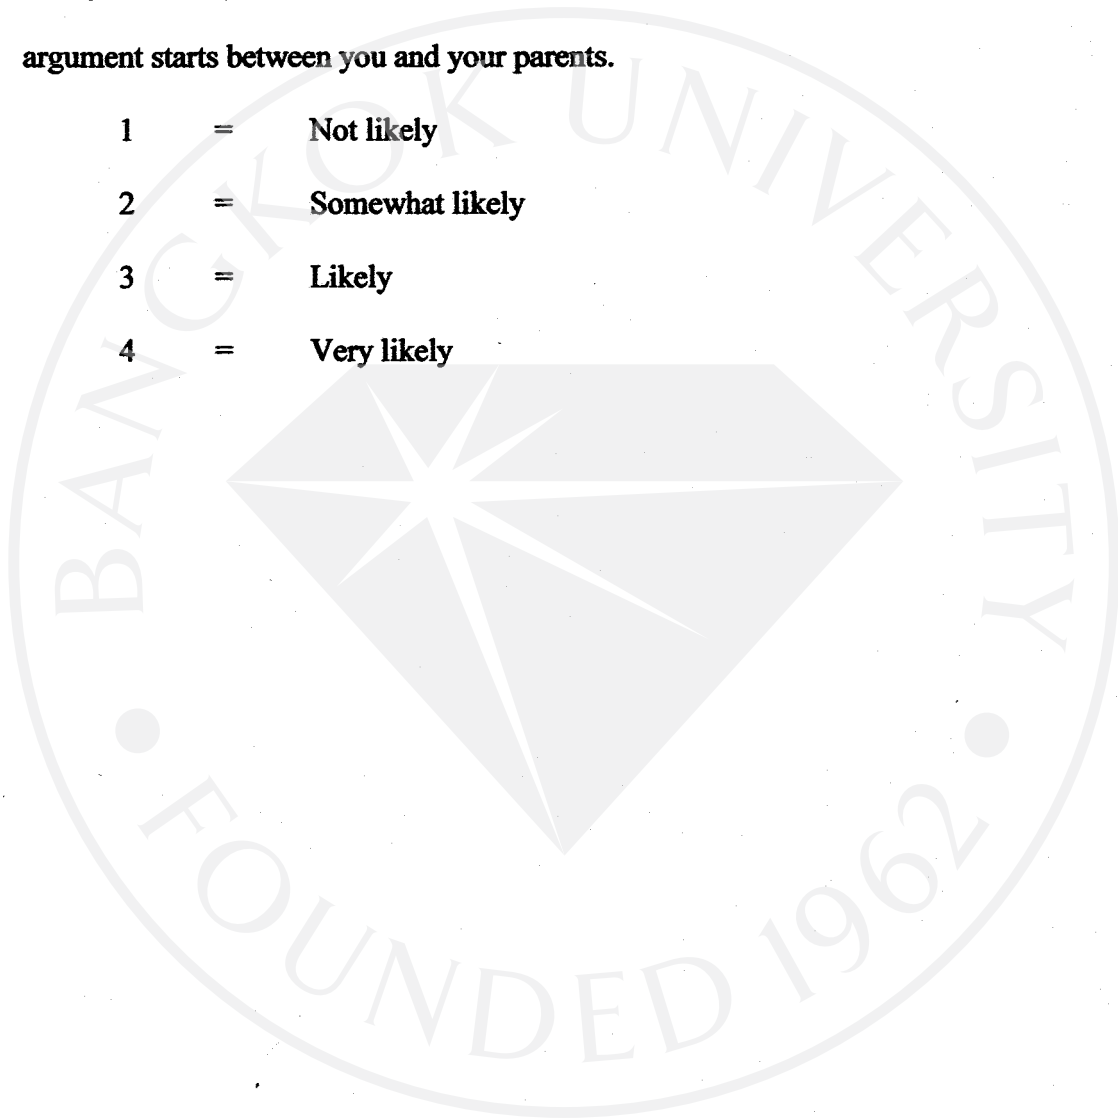 argument starts between you and your parents.
1 = Not likely
2 = Somewhat likely
3 = Likely
4 = Very likely
BANGKOK UNIVERSITY
• FOUNDED 1962 •